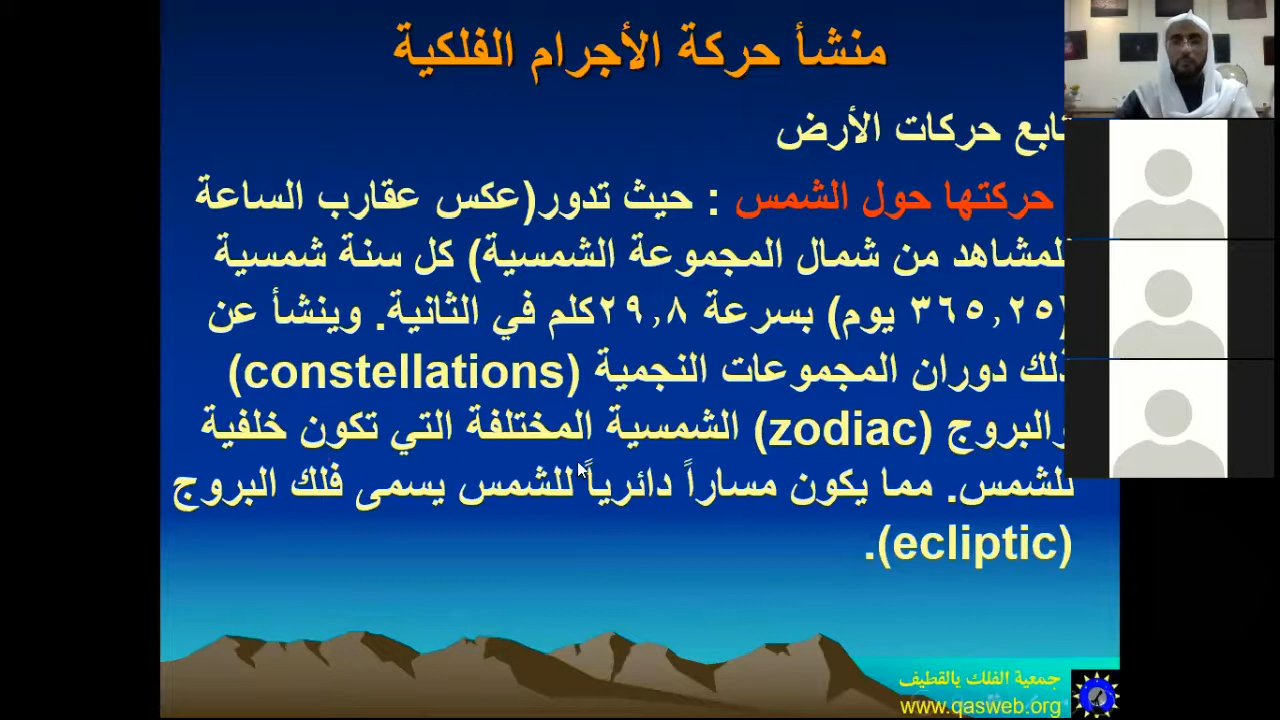 منشأ حركة الأجرام الفلكية
تابع حركات الأرض
حركتها حول الشمس : حيث تدور(عكس عقارب الساعة
للمشاهد من شمال المجموعة الشمسية) كل سنة شمسية
(٣٦٥,٢٥ يوم) بسرعة ٢٩,٨كلم في الثانية. وينشأ عن
ذلك دوران المجموعات النجمية (constellations)
والبروج (zodiac) الشمسية المختلفة التي تكون خلفية
للشمس. مما يكون مساراً دائرياً للشمس يسمى فلك البروج
(ecliptic).
جمعية الفلك بالقطيف
www.qasweb.org